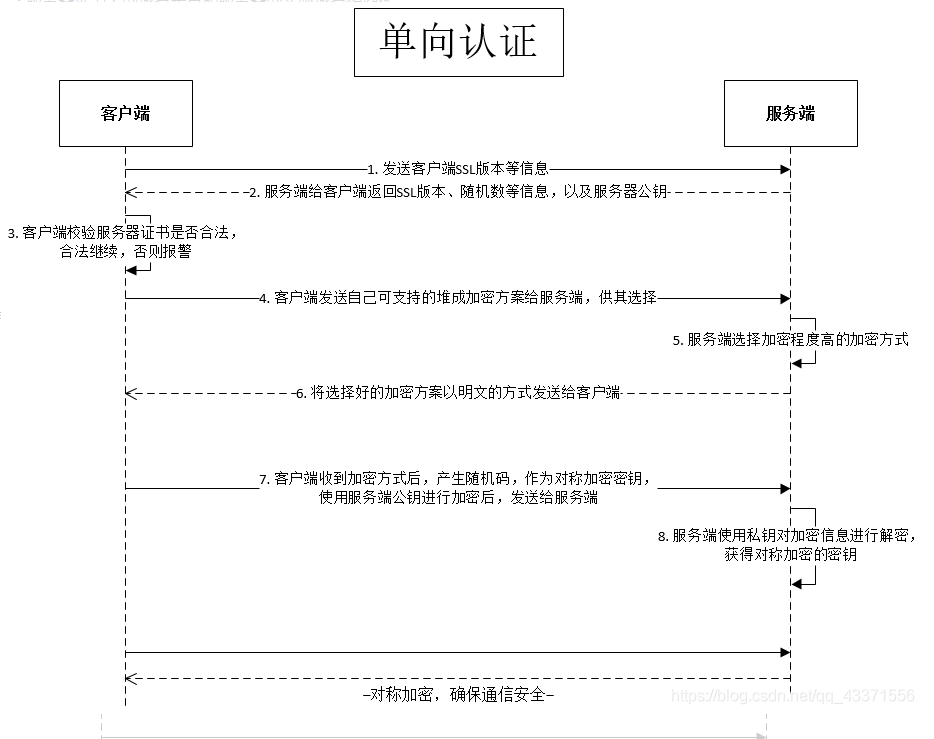 单向认证
客户端
服务端
1. 发送客户端SSL版本等信息
2. 服务端给客户端返回SSL版本、随机数等信息，以及服务器公钥
3. 客户端校验服务器证书是否合法，
合法继续，否则报警
4. 客户端发送自己可支持的堆成加密方案给服务端，供其选择
5. 服务端选择加密程度高的加密方式
6. 将选择好的加密方案以明文的方式发送给客户端
7. 客户端收到加密方式后，产生随机码，作为对称加密密钥，
使用服务端公钥进行加密后，发送给服务端
8. 服务端使用私钥对加密信息进行解密，
获得对称加密的密钥
对称加密，确保通信安全
https://blog.csdn.net/qq_43371556